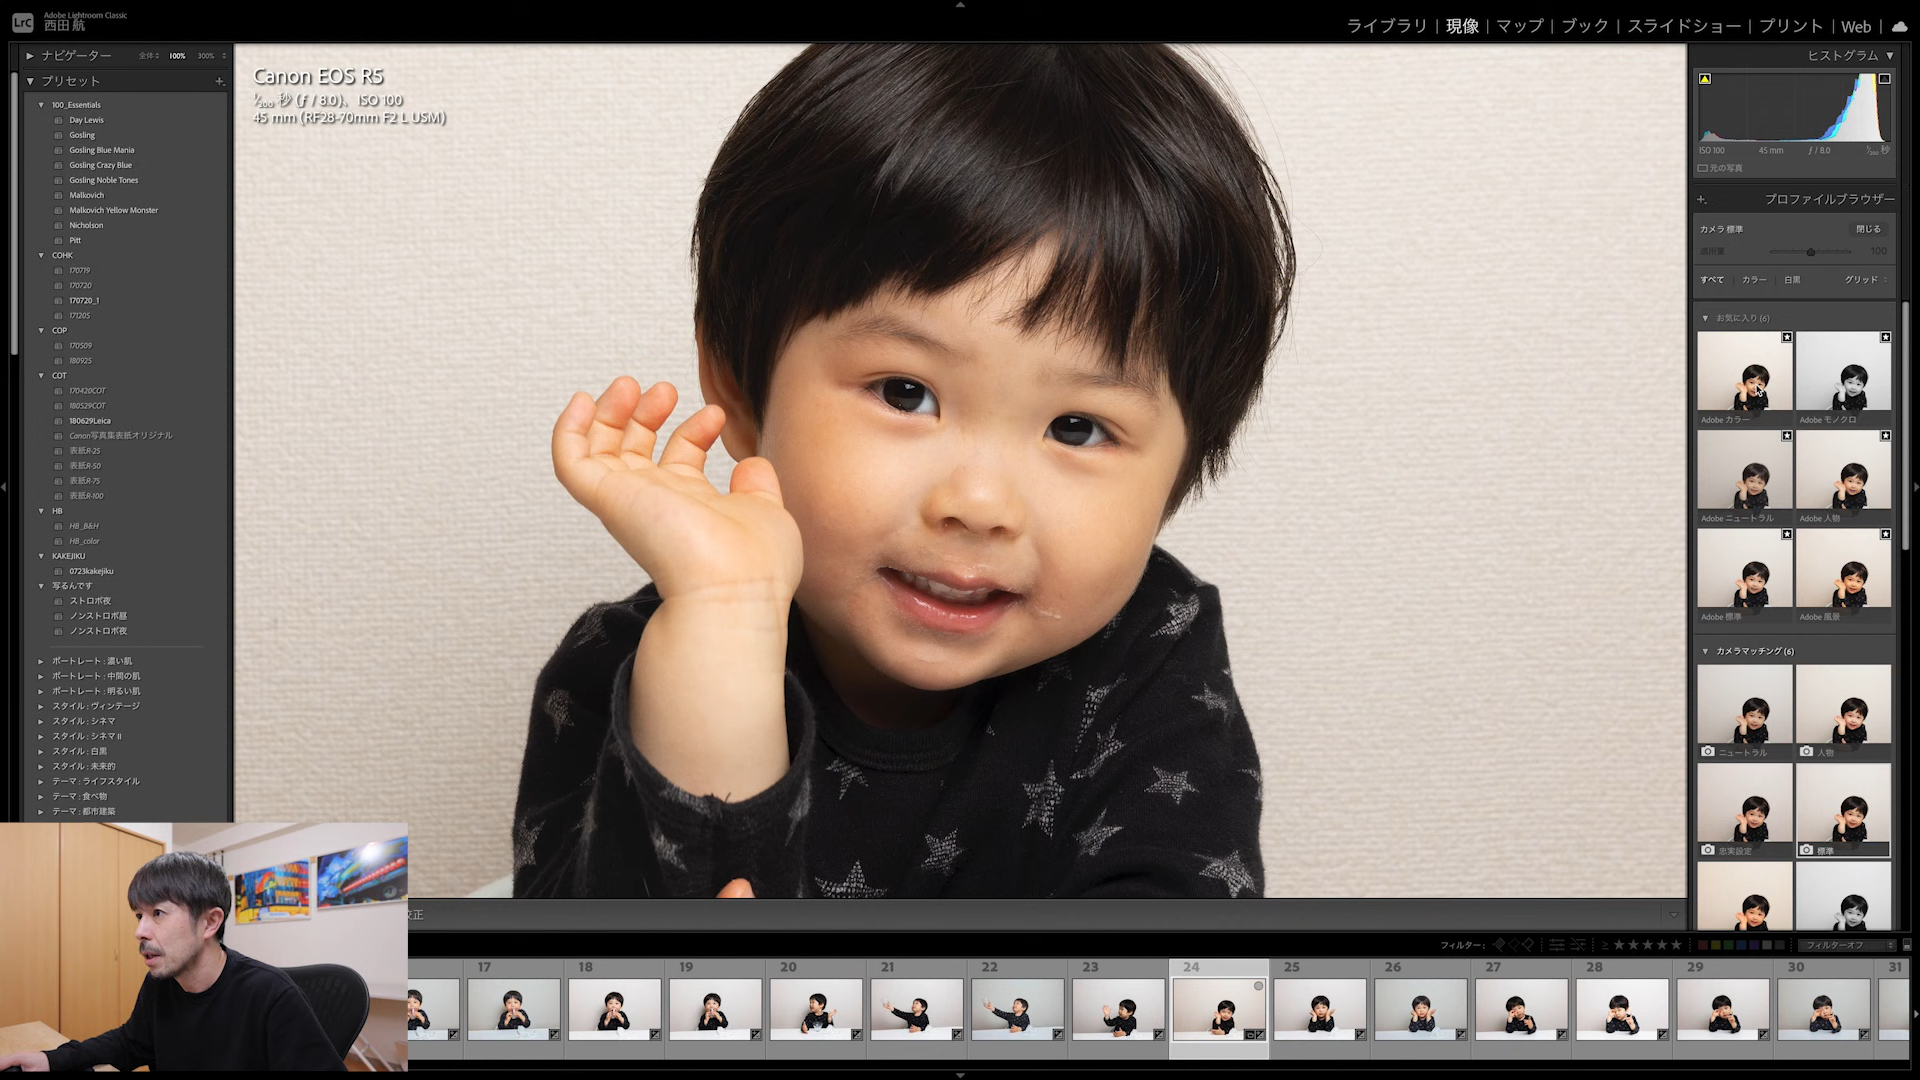 LrC
Adobe Lightroom Classic
西田 航
ライブラリ | 現像 | マップ | ブック | スライドショー | プリント | Web
ナビゲーター 全体 100% 300%
プリセット
100_Essentials
Day Lewis
Gosling
Gosling Blue Mania
Gosling Crazy Blue
Gosling Noble Tones
Malkovich
Malkovich Yellow Monster
Nicholson
Pitt
COHK
170719
170720
170720_1
171205
COP
170509
180925
COT
170420COT
180529COT
180629Leica
Canon写真集表紙オリジナル
表紙R-25
表紙R-50
表紙R-75
表紙R-100
HB
HB_B&H
HB_color
KAKEJIKU
0723kakejiku
写るんです
ストロボ夜
ノンストロボ昼
ノンストロボ夜
ポートレート : 濃い肌
ポートレート : 中間の肌
ポートレート : 明るい肌
スタイル : ヴィンテージ
スタイル : シネマ
スタイル : シネマ II
スタイル : 白黒
スタイル : 未来的
テーマ : ライフスタイル
テーマ : 食べ物
テーマ : 都市建築
Canon EOS R5
1/200 秒 (ƒ / 8.0)、 ISO 100
45 mm (RF28-70mm F2 L USM)
ヒストグラム
ISO 100 45 mm ƒ / 8.0 1/200 秒
元の写真
プロファイルブラウザー
カメラ 標準 閉じる
適用量 100
すべて カラー 白黒 グリッド
お気に入り (6)
Adobe カラー Adobe モノクロ
Adobe ニュートラル Adobe 人物
Adobe 標準 Adobe 風景
カメラマッチング (6)
ニュートラル 人物
忠実設定 標準
校正
フィルター : ≥ ★★★★★ フィルターオフ
17 18 19 20 21 22 23 24 25 26 27 28 29 30 31